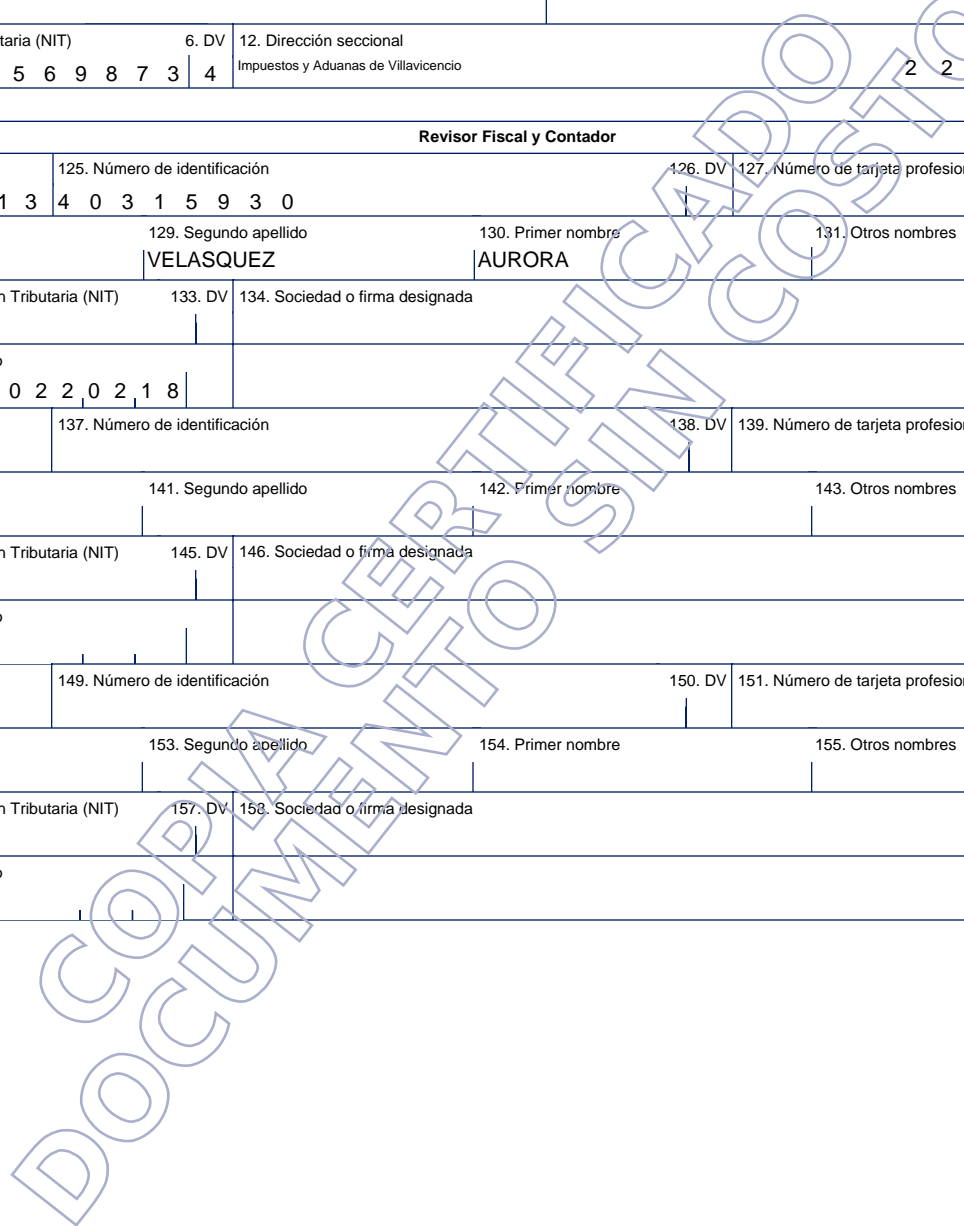 taria (NIT) 6. DV 12. Dirección seccional
5 6 9 8 7 3 4 Impuestos y Aduanas de Villavicencio 2 2
Revisor Fiscal y Contador
125. Número de identificación 126. DV 127. Número de tarjeta profesion
1 3 4 0 3 1 5 9 3 0
129. Segundo apellido 130. Primer nombre 131. Otros nombres
VELASQUEZ AURORA
n Tributaria (NIT) 133. DV 134. Sociedad o firma designada
o
0 2 2 0 2 1 8
137. Número de identificación 138. DV 139. Número de tarjeta profesion
141. Segundo apellido 142. Primer nombre 143. Otros nombres
n Tributaria (NIT) 145. DV 146. Sociedad o firma designada
o
149. Número de identificación 150. DV 151. Número de tarjeta profesion
153. Segundo apellido 154. Primer nombre 155. Otros nombres
n Tributaria (NIT) 157. DV 158. Sociedad o firma designada
o
COPIA CERTIFICADO
DOCUMENTO SIN COSTO